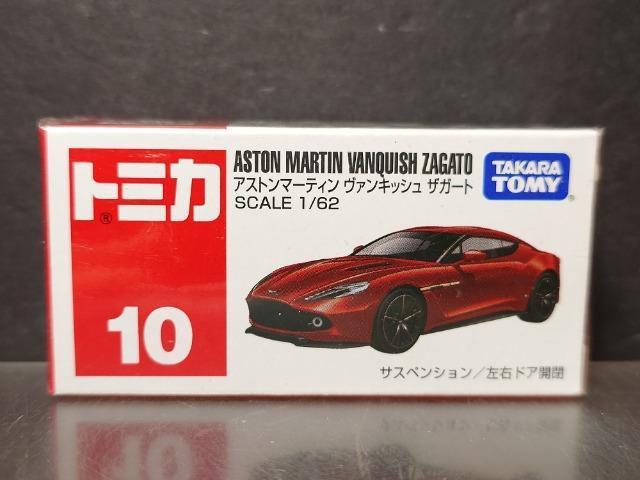 トミカ
®
10
ASTON MARTIN VANQUISH ZAGATO
アストンマーティン ヴァンキッシュ ザガート
SCALE 1/62
TAKARA
TOMY
サスペンション/左右ドア開閉